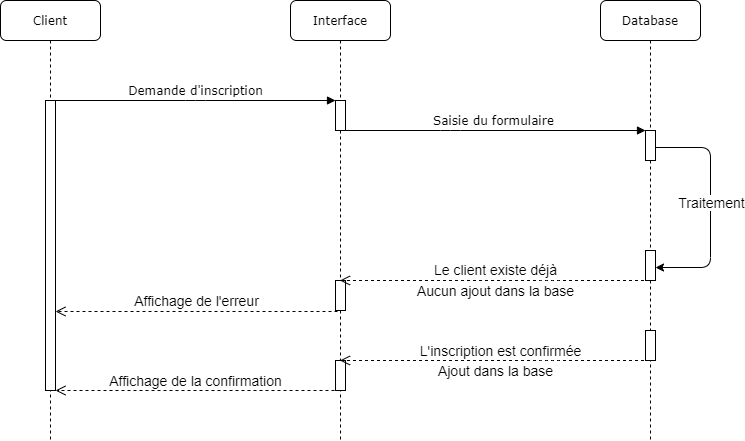 Client
Interface
Database
Demande d'inscription
Saisie du formulaire
Traitement
Le client existe déjà
Aucun ajout dans la base
Affichage de l'erreur
L'inscription est confirmée
Ajout dans la base
Affichage de la confirmation